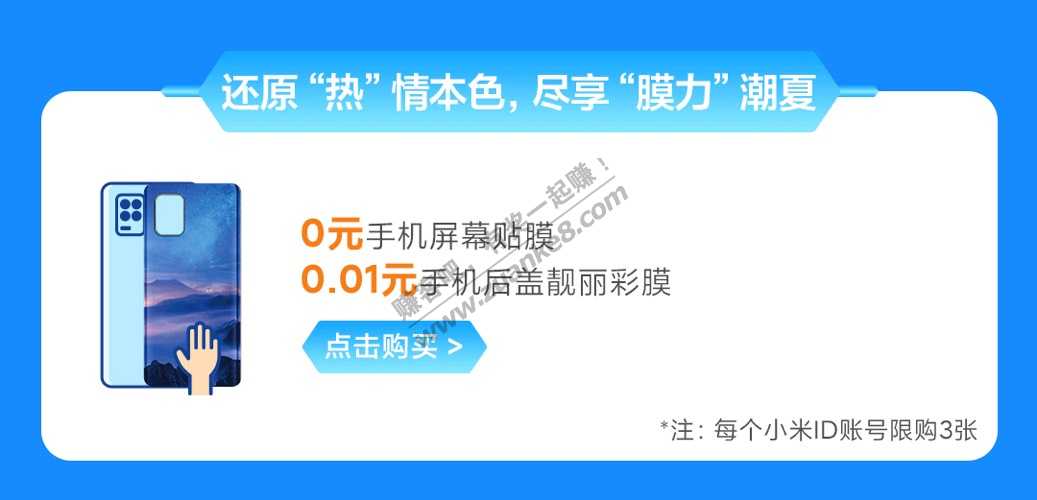 还原“热”情本色，尽享“膜力”潮夏
0元手机屏幕贴膜
0.01元手机后盖靓丽彩膜
点击购买 >
*注：每个小米ID账号限购3张
赚客吧，有奖一起赚！
www.zuanke8.com